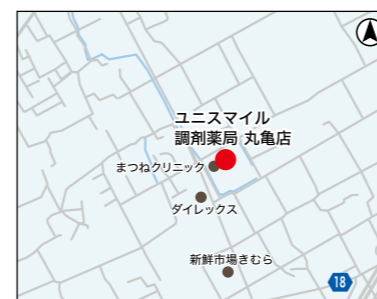 ユニスマイル
調剤薬局 丸亀店
まつねクリニック
ダイレックス
新鮮市場きむら
18